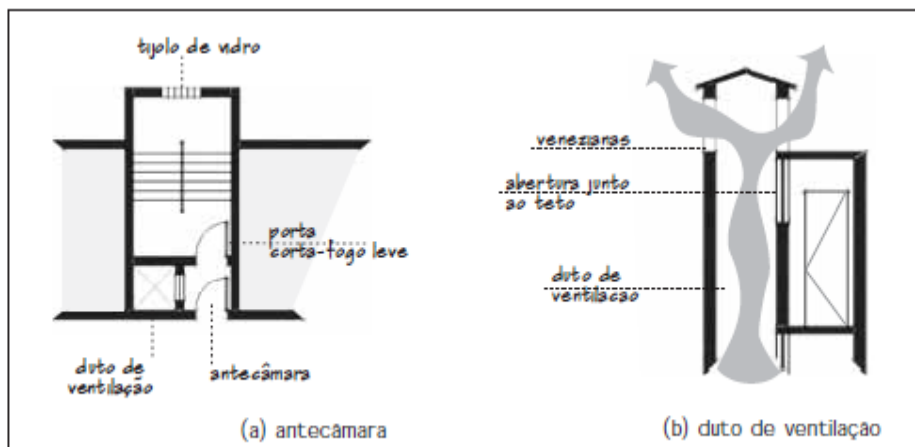 tijolo de vidro
porta
corta-fogo leve
duto de
ventilação
antecâmara
(a) antecâmara
venezianas
abertura junto
ao teto
duto de
ventilacao
(b) duto de ventilação